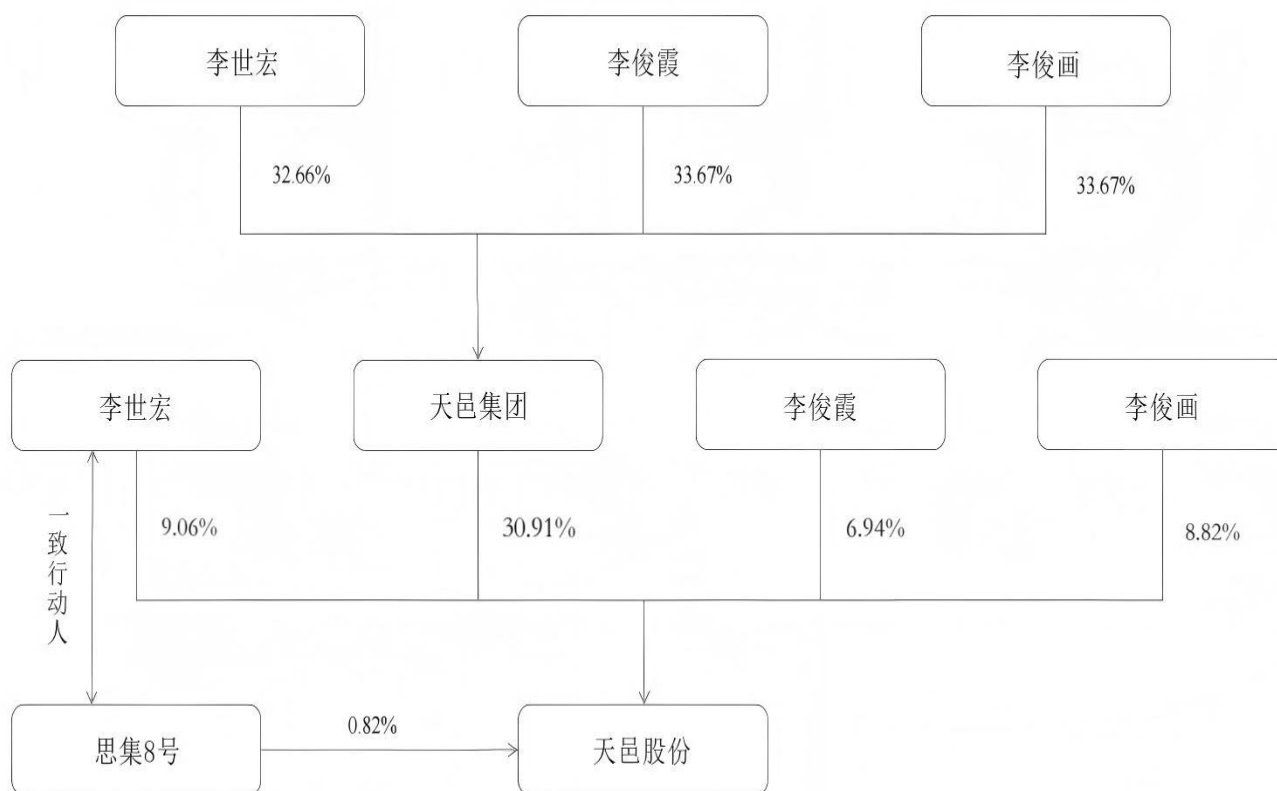 李世宏
李俊霞
李俊画
32.66%
33.67%
33.67%
李世宏
天邑集团
李俊霞
李俊画
一致行动人
9.06%
30.91%
6.94%
8.82%
思集8号
0.82%
天邑股份